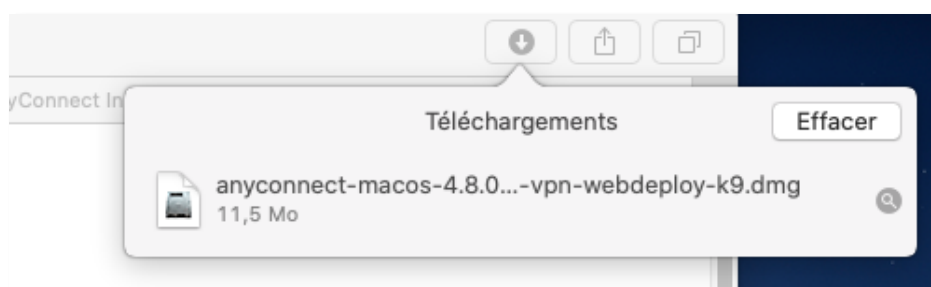 yConnect In
Téléchargements
Effacer
anyconnect-macos-4.8.0...-vpn-webdeploy-k9.dmg
11,5 Mo